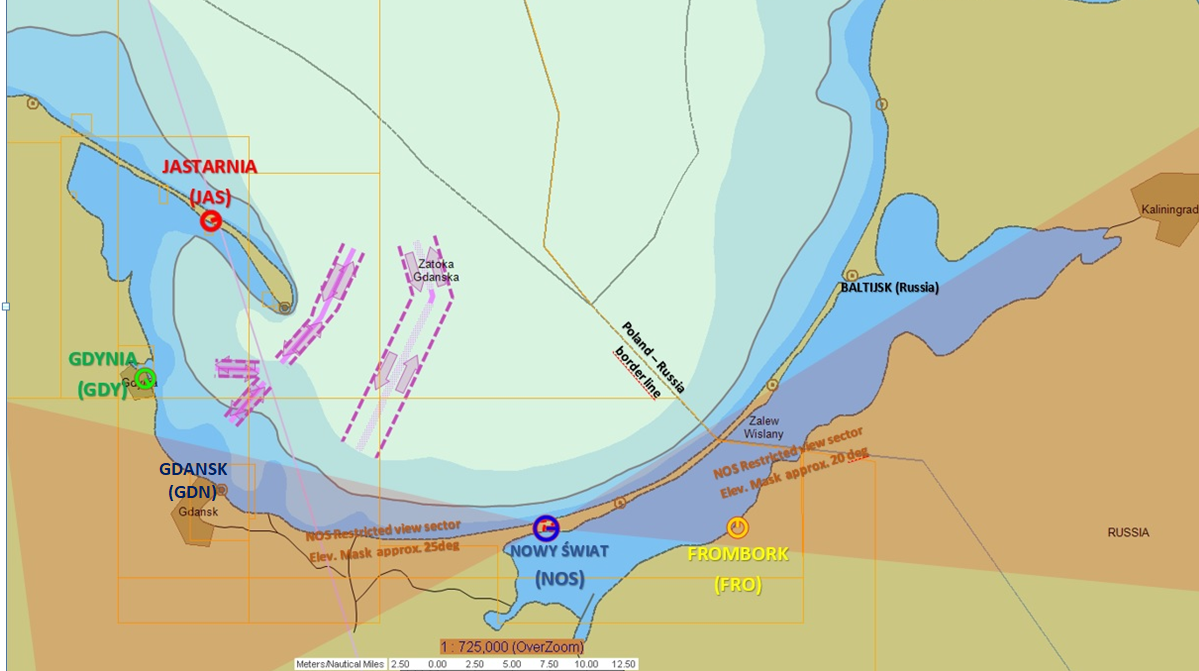 JASTARNIA
(JAS)
Kaliningrad
Zatoka
Gdanska
BALTIJSK (Russia)
Poland – Russia
border line
GDYNIA
(GDY)
Zalew
Wislany
NOS Restricted view sector
Elev. Mask approx. 20 deg
GDANSK
(GDN)
Gdansk
NOS Restricted view sector
Elev. Mask approx. 25deg
NOWY ŚWIAT
(NOS)
FROMBORK
(FRO)
RUSSIA
1 : 725,000 (OverZoom)
Meters/Nautical Miles 2.50 0.00 2.50 5.00 7.50 10.00 12.50